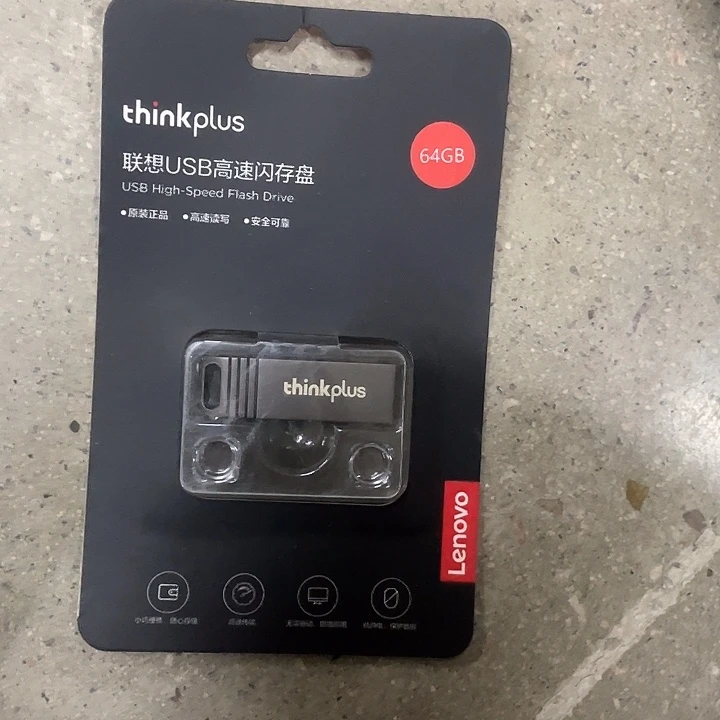 thinkplus
64GB
联想USB高速闪存盘
USB High-Speed Flash Drive
•原装正品 •高速读写 •安全可靠
thinkplus
Lenovo